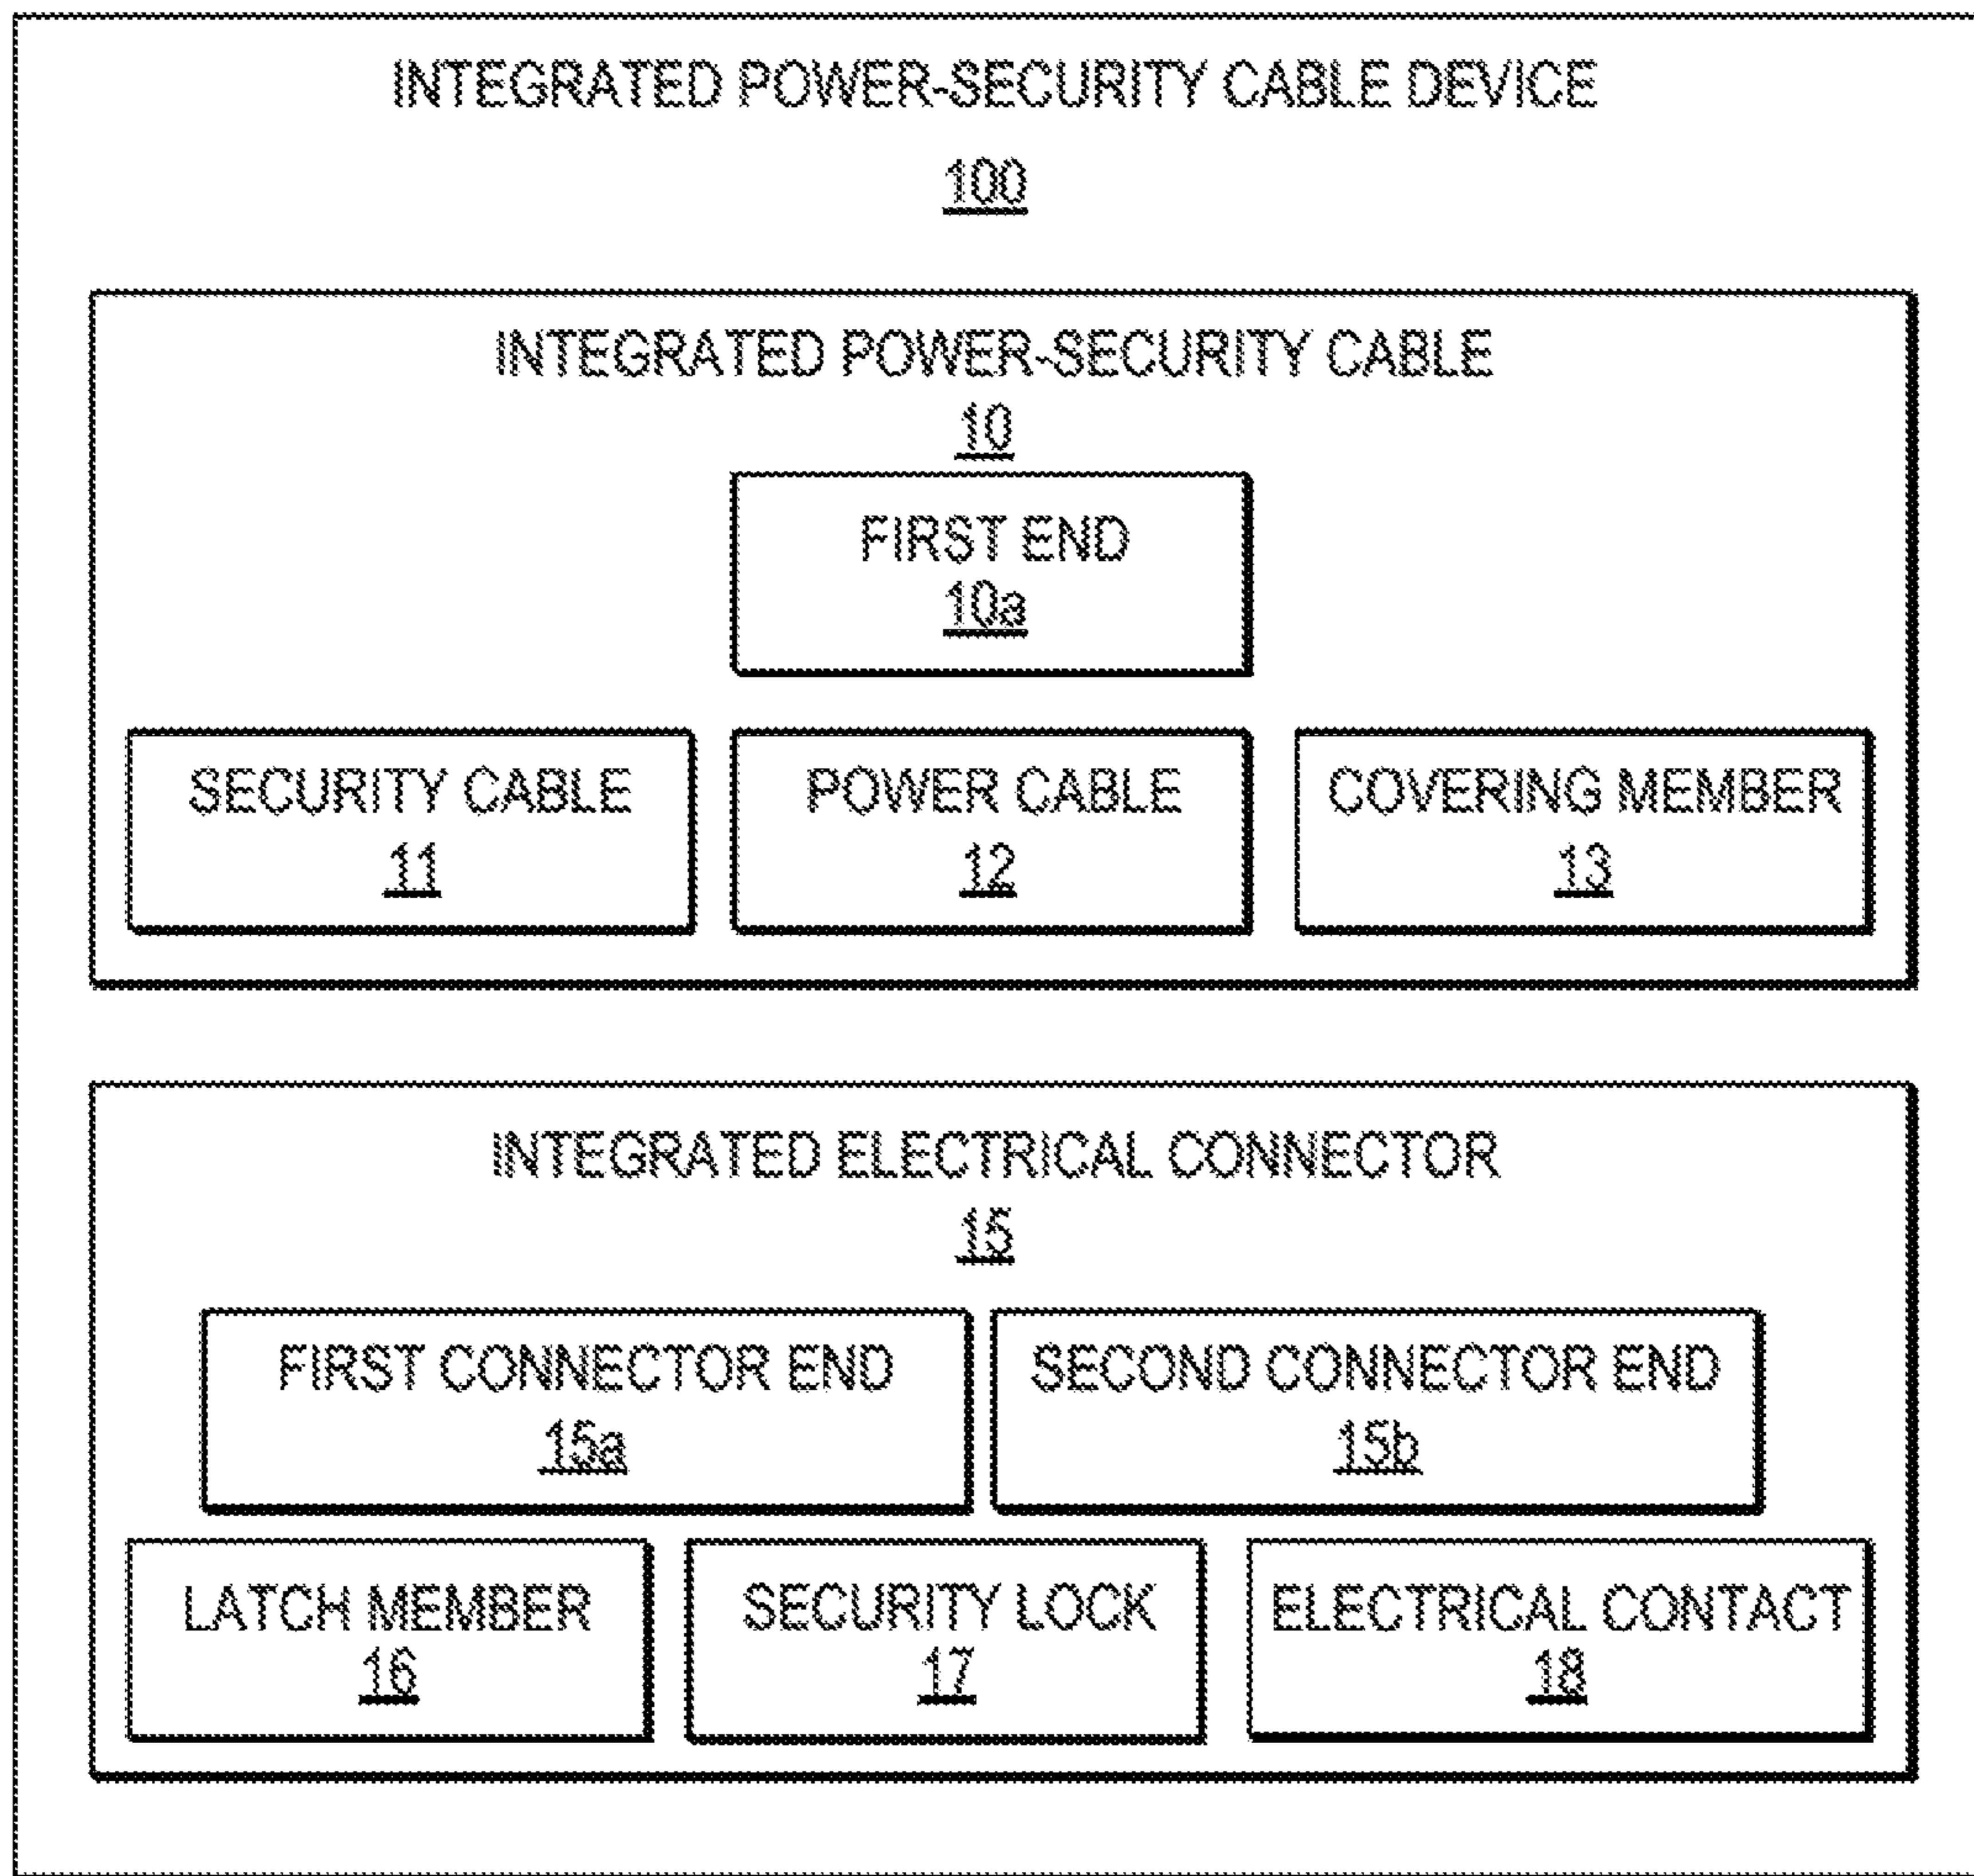 INTEGRATED POWER-SECURITY CABLE DEVICE
100
INTEGRATED POWER-SECURITY CABLE
10
FIRST END
10a
SECURITY CABLE
11
POWER CABLE
12
COVERING MEMBER
13
INTEGRATED ELECTRICAL CONNECTOR
15
FIRST CONNECTOR END
15a
SECOND CONNECTOR END
15b
LATCH MEMBER
16
SECURITY LOCK
17
ELECTRICAL CONTACT
18